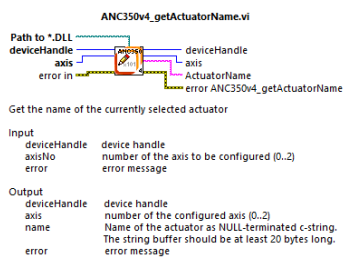 ANC350v4_getActuatorName.vi
Path to *.DLL
deviceHandle
axis
error in
ANC350
4
deviceHandle
axis
ActuatorName
error ANC350v4_getActuatorName
Get the name of the currently selected actuator
Input
deviceHandle device handle
axisNo number of the axis to be configured (0..2)
error error message
Output
deviceHandle device handle
axis number of the configured axis (0..2)
name Name of the actuator as NULL-terminated c-string.
The string buffer should be at least 20 bytes long.
error error message